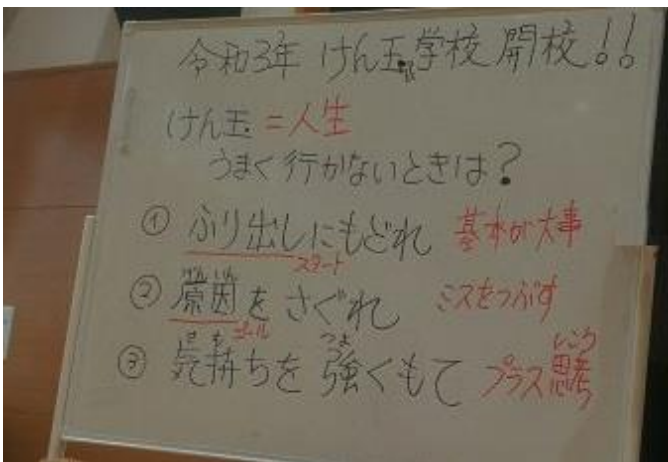 令和3年 けん玉学校 開校!!
けん玉=人生
うまく行かないときは?
① ふり出しにもどれ 基本が大事
スタート
② 原因をさぐれ ミスをつぶす
ゴール
③ 気持ちを強くもて プラス思考